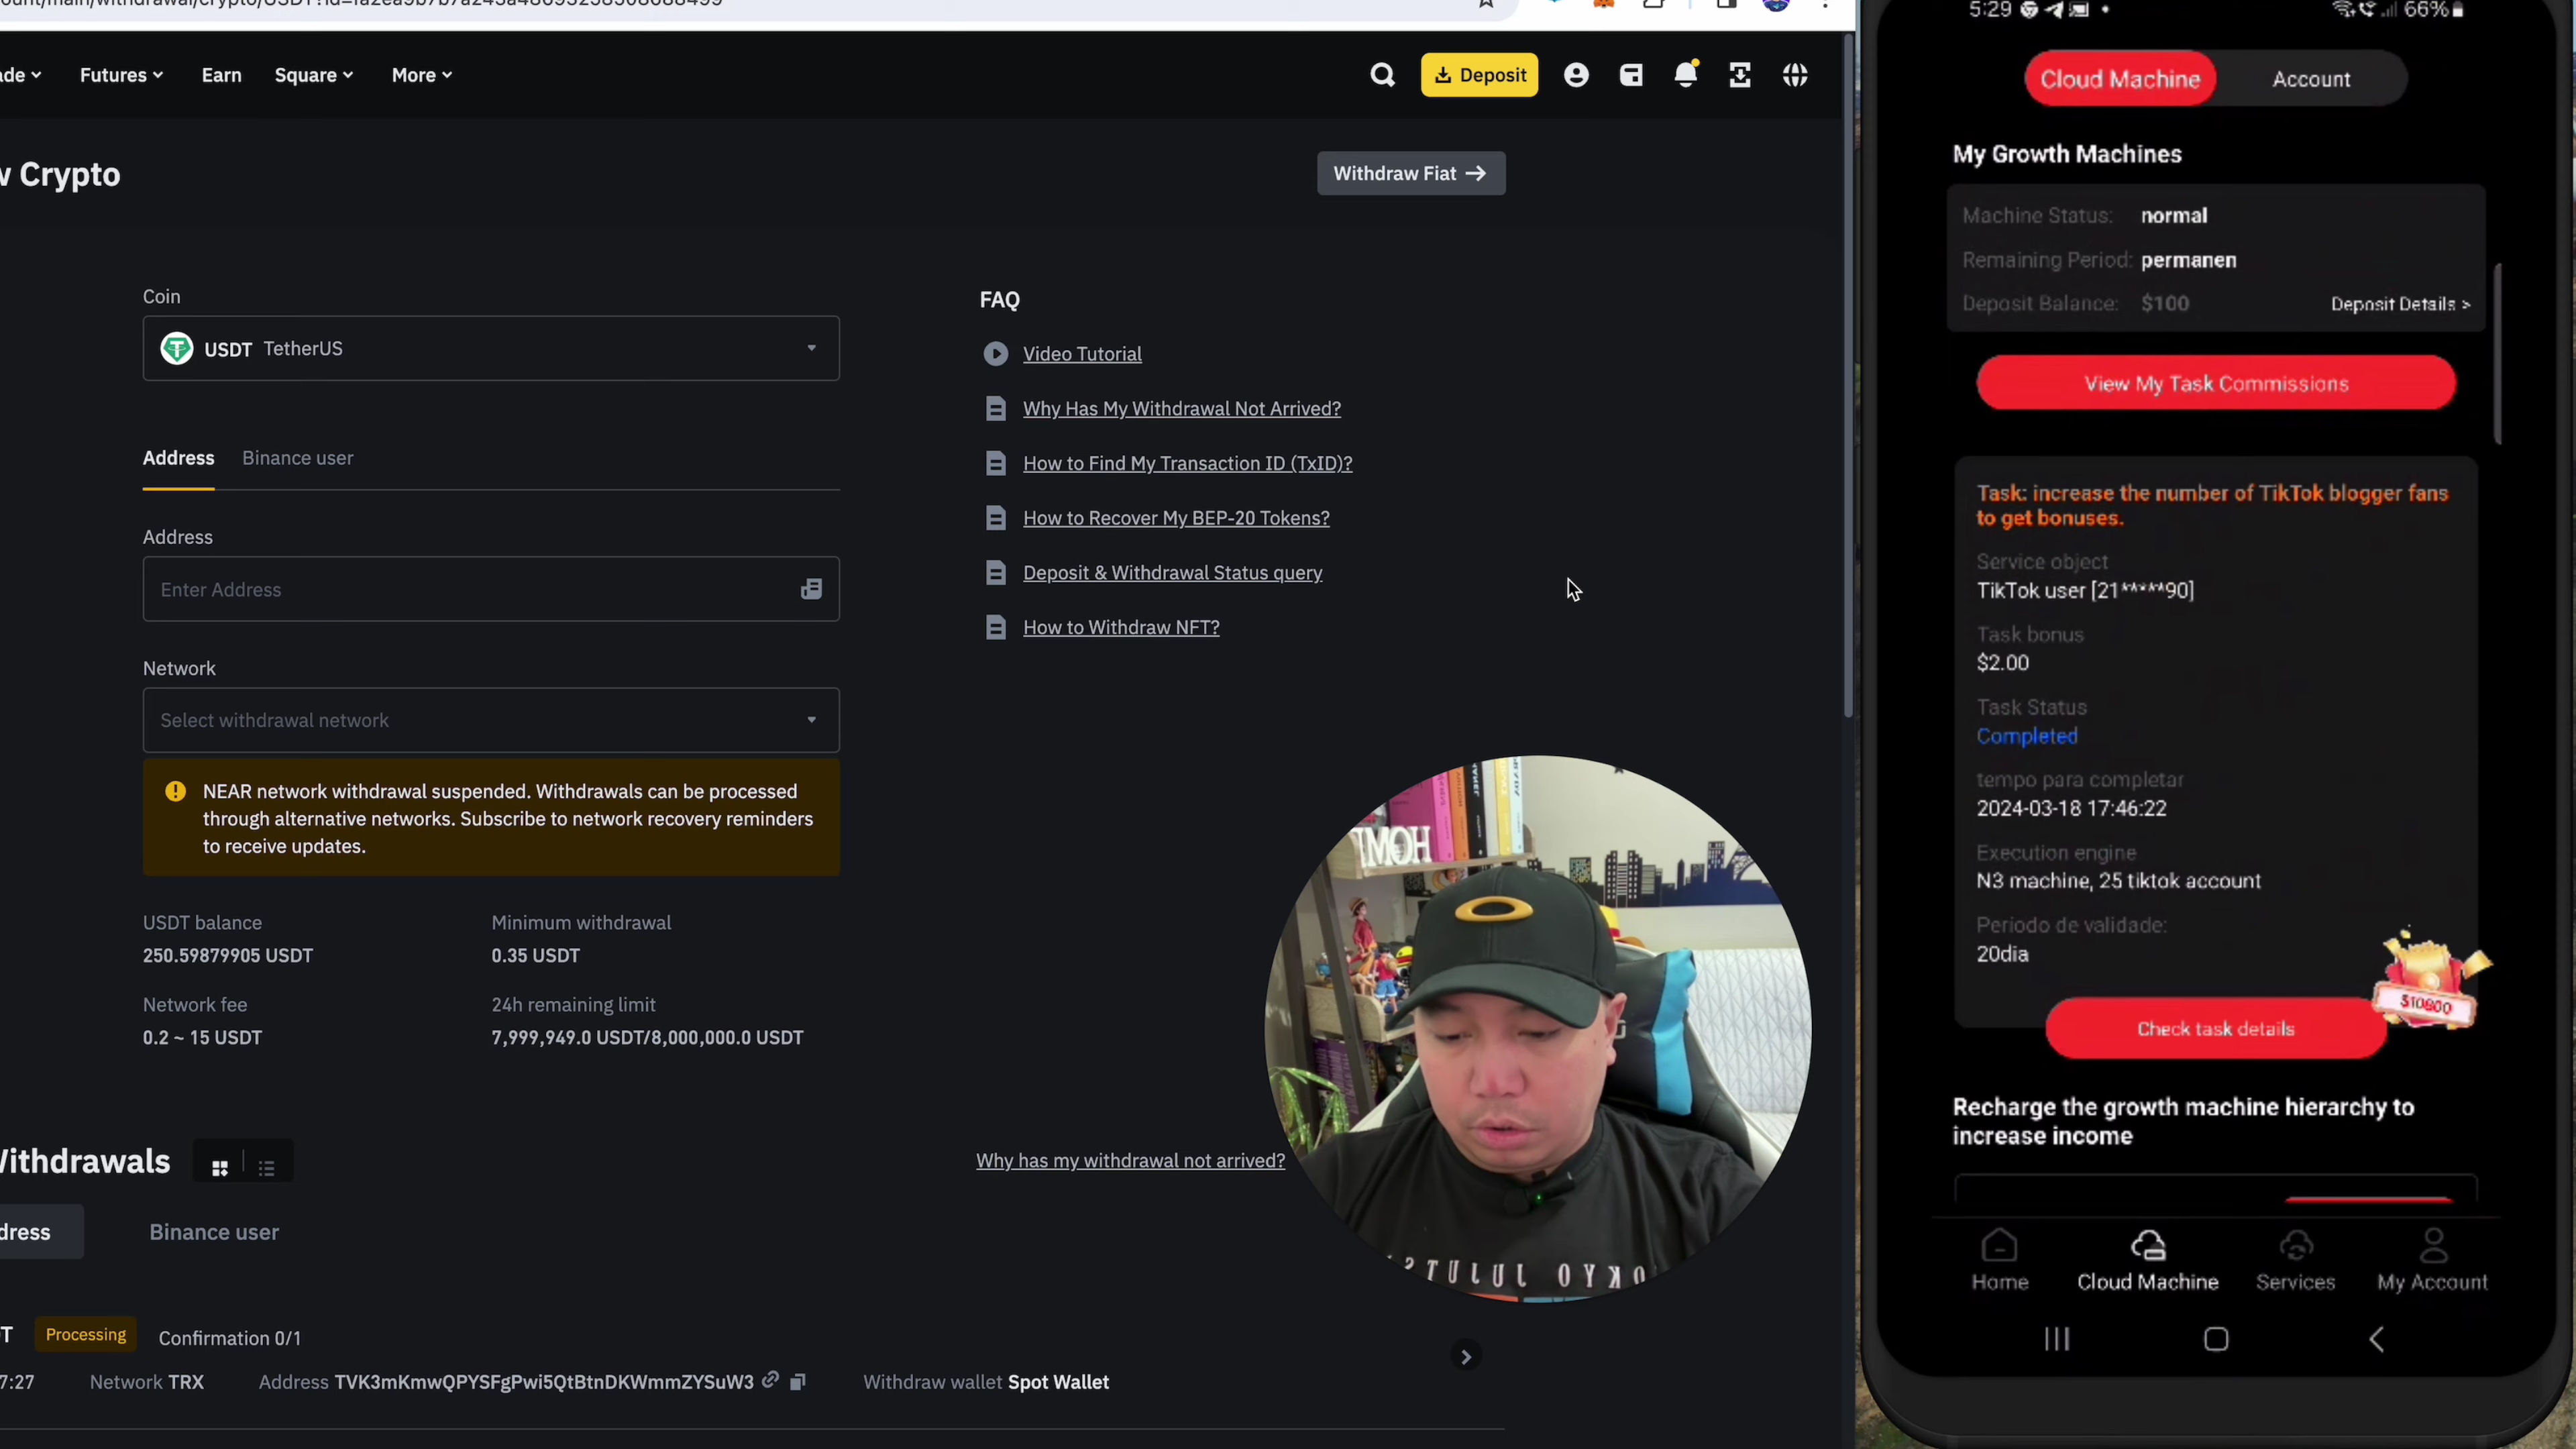 Futures
Earn
Square
More
Deposit
Crypto
Withdraw Fiat →
Coin
USDT TetherUS
Address
Binance user
Address
Enter Address
Network
Select withdrawal network
NEAR network withdrawal suspended. Withdrawals can be processed
through alternative networks. Subscribe to network recovery reminders
to receive updates.
USDT balance
250.59879905 USDT
Minimum withdrawal
0.35 USDT
Network fee
0.2 ~ 15 USDT
24h remaining limit
7,999,949.0 USDT/8,000,000.0 USDT
FAQ
Video Tutorial
Why Has My Withdrawal Not Arrived?
How to Find My Transaction ID (TxID)?
How to Recover My BEP-20 Tokens?
Deposit & Withdrawal Status query
How to Withdraw NFT?
Withdrawals
Why has my withdrawal not arrived?
Binance user
Processing
Confirmation 0/1
7:27
Network TRX
Address TVK3mKmwQPYSFgPwi5QtBtnDKWmmZYSuW3
Withdraw wallet Spot Wallet
5:29
66%
Cloud Machine
Account
My Growth Machines
Machine Status: normal
Remaining Period: permanen
Deposit Balance: $100
Deposit Details >
View My Task Commissions
Task: increase the number of TikTok blogger fans
to get bonuses.
Service object
TikTok user [21*****90]
Task bonus
$2.00
Task Status
Completed
tempo para completar
2024-03-18 17:46:22
Execution engine
N3 machine, 25 tiktok account
Periodo de validade:
20dia
$10800
Check task details
Recharge the growth machine hierarchy to
increase income
Home
Cloud Machine
Services
My Account